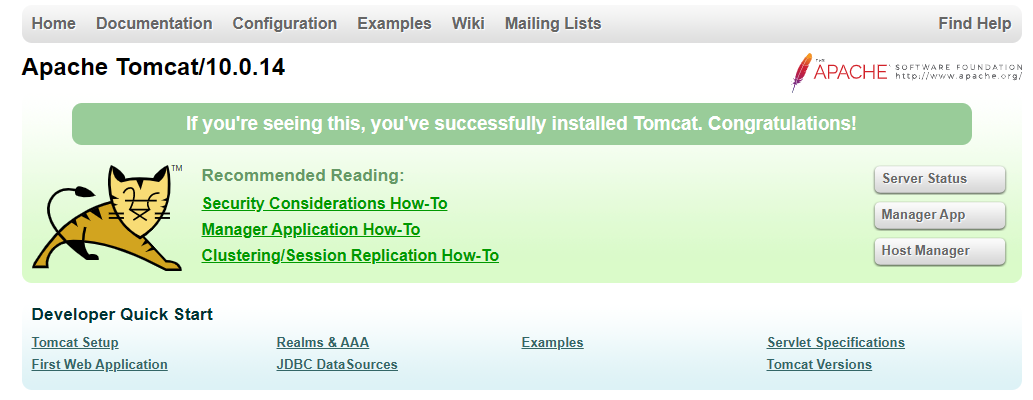 Home Documentation Configuration Examples Wiki Mailing Lists Find Help
Apache Tomcat/10.0.14
THE
APACHE SOFTWARE FOUNDATION
http://www.apache.org/
If you're seeing this, you've successfully installed Tomcat. Congratulations!
TM
Recommended Reading:
Security Considerations How-To
Manager Application How-To
Clustering/Session Replication How-To
Server Status
Manager App
Host Manager
Developer Quick Start
Tomcat Setup Realms & AAA Examples Servlet Specifications
First Web Application JDBC DataSources Tomcat Versions